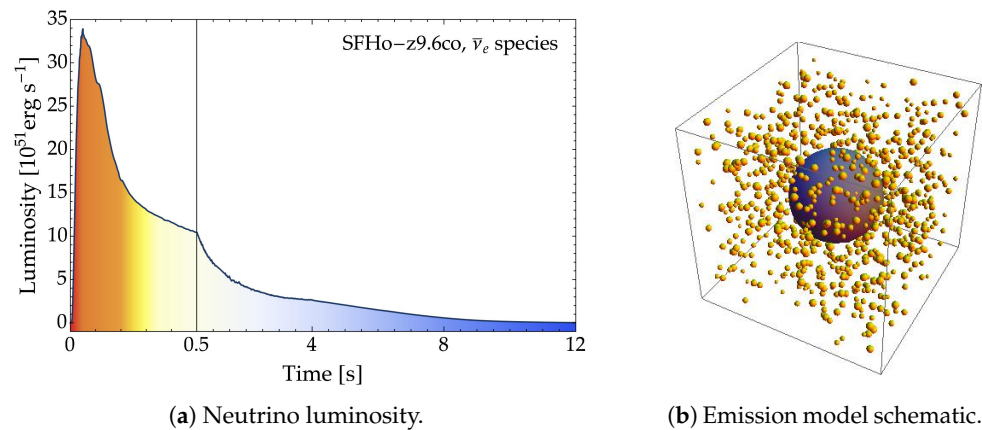 35
30
25
20
15
10
5
0
Luminosity [10⁵¹ erg s⁻¹]
SFHo−z9.6co, ν̄ₑ species
0 0.5 4 8 12
Time [s]
(a) Neutrino luminosity.
(b) Emission model schematic.